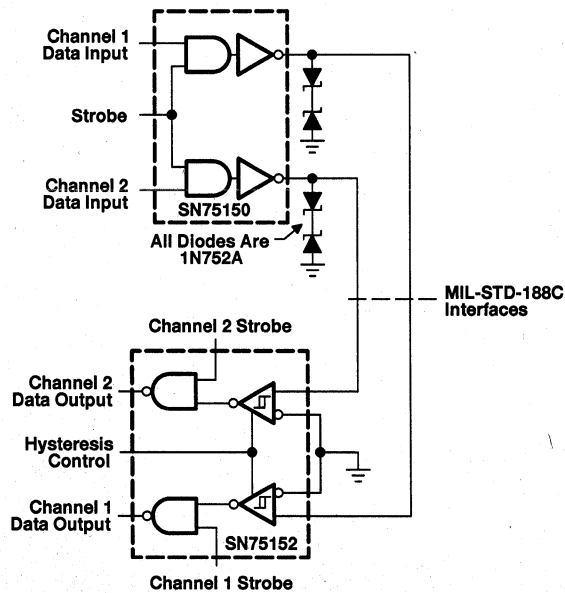 Channel 1
Data Input
Strobe
Channel 2
Data Input
SN75150
All Diodes Are
1N752A
MIL-STD-188C
Interfaces
Channel 2 Strobe
Channel 2
Data Output
Hysteresis
Control
Channel 1
Data Output
SN75152
Channel 1 Strobe